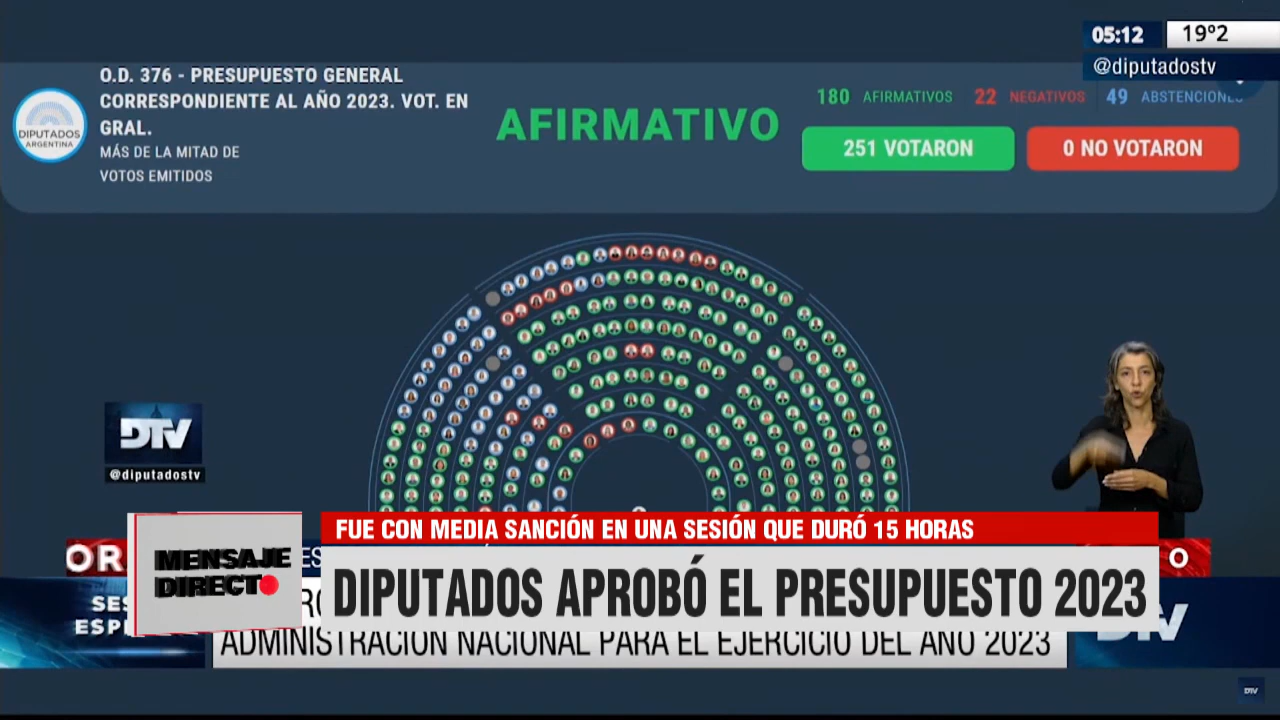 05:12
19º2
@diputadostv
O.D. 376 - PRESUPUESTO GENERAL
CORRESPONDIENTE AL AÑO 2023. VOT. EN
GRAL.
MÁS DE LA MITAD DE
VOTOS EMITIDOS
DIPUTADOS
ARGENTINA
AFIRMATIVO
180 AFIRMATIVOS 22 NEGATIVOS 49 ABSTENCIONES
251 VOTARON
0 NO VOTARON
DTV
@diputadostv
FUE CON MEDIA SANCIÓN EN UNA SESIÓN QUE DURÓ 15 HORAS
MENSAJE
DIRECTO
DIPUTADOS APROBÓ EL PRESUPUESTO 2023
ADMINISTRACIÓN NACIONAL PARA EL EJERCICIO DEL AÑO 2023
DTV
DTV